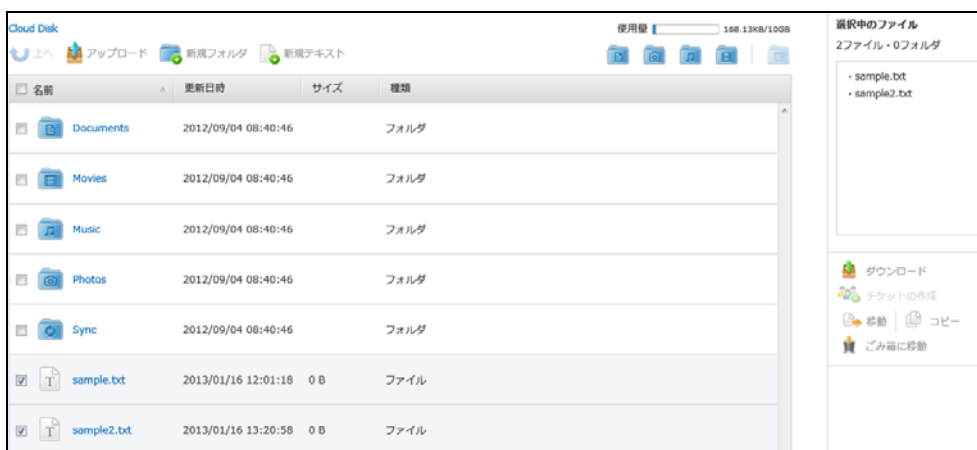 Cloud Disk
使用量 168.13KB/10GB
上へ アップロード 新規フォルダ 新規テキスト
名前 更新日時 サイズ 種類
Documents 2012/09/04 08:40:46 フォルダ
Movies 2012/09/04 08:40:46 フォルダ
Music 2012/09/04 08:40:46 フォルダ
Photos 2012/09/04 08:40:46 フォルダ
Sync 2012/09/04 08:40:46 フォルダ
T sample.txt 2013/01/16 12:01:18 0 B ファイル
T sample2.txt 2013/01/16 13:20:58 0 B ファイル
選択中のファイル
2ファイル・0フォルダ
・sample.txt
・sample2.txt
ダウンロード
チケットの作成
移動 コピー
ごみ箱に移動